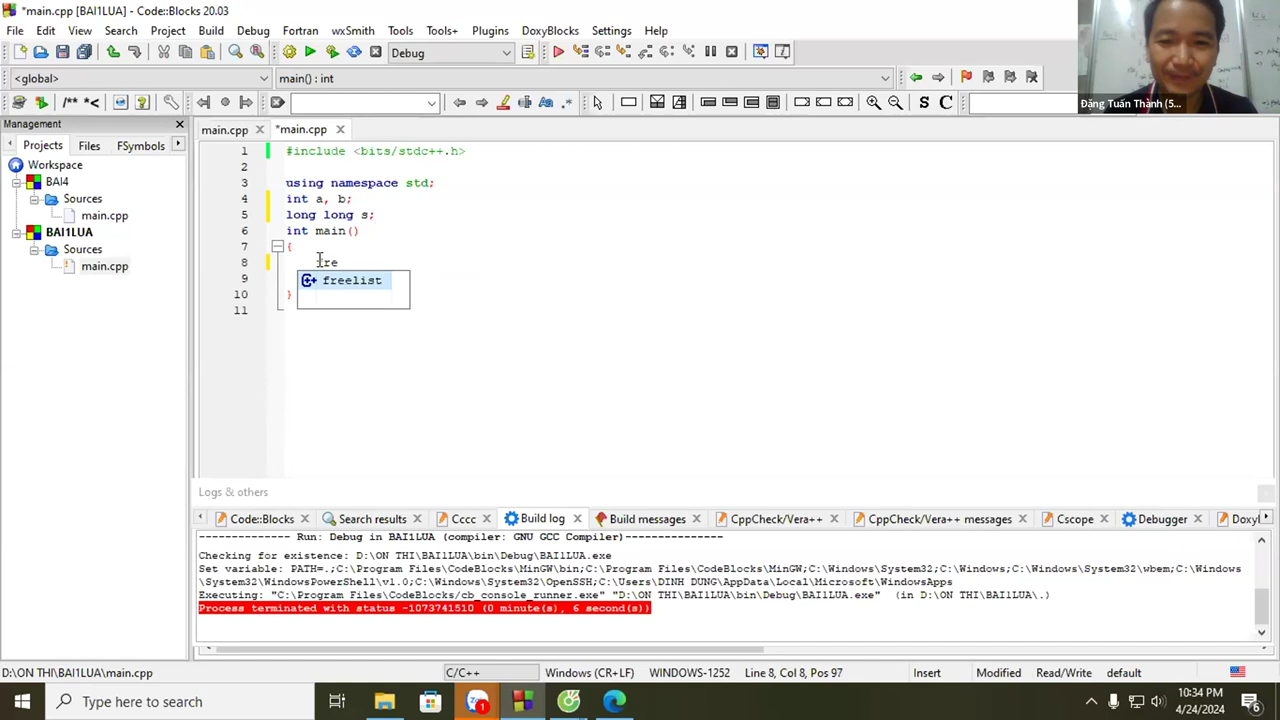 *main.cpp [BAI1LUA] - Code::Blocks 20.03
File Edit View Search Project Build Debug Fortran wxSmith Tools Tools+ Plugins DoxyBlocks Settings Help
Debug
<global> main() : int
/** *< S C
Đặng Tuấn Thành (5...
Management
Projects Files FSymbols
Workspace
BAI4
Sources
main.cpp
BAI1LUA
Sources
main.cpp
main.cpp *main.cpp
1 #include <bits/stdc++.h>
2
3 using namespace std;
4 int a, b;
5 long long s;
6 int main()
7 {
8 fre
9 freelist
10 }
11
Logs & others
Code::Blocks Search results Cccc Build log Build messages CppCheck/Vera++ CppCheck/Vera++ messages Cscope Debugger Doxyl
-------------- Run: Debug in BAI1LUA (compiler: GNU GCC Compiler)---------------
Checking for existence: D:\ON THI\BAI1LUA\bin\Debug\BAI1LUA.exe
Set variable: PATH=.;C:\Program Files\CodeBlocks\MinGW\bin;C:\Program Files\CodeBlocks\MinGW;C:\Windows\System32;C:\Windows;C:\Windows\System32\wbem;C:\Windows
\System32\WindowsPowerShell\v1.0;C:\Windows\System32\OpenSSH;C:\Users\DINH DUNG\AppData\Local\Microsoft\WindowsApps
Executing: "C:\Program Files\CodeBlocks/cb_console_runner.exe" "D:\ON THI\BAI1LUA\bin\Debug\BAI1LUA.exe" (in D:\ON THI\BAI1LUA\.)
Process terminated with status -1073741510 (0 minute(s), 6 second(s))
D:\ON THI\BAI1LUA\main.cpp C/C++ Windows (CR+LF) WINDOWS-1252 Line 8, Col 8, Pos 97 Insert Modified Read/Write default
Type here to search 1 10:34 PM
4/24/2024 6